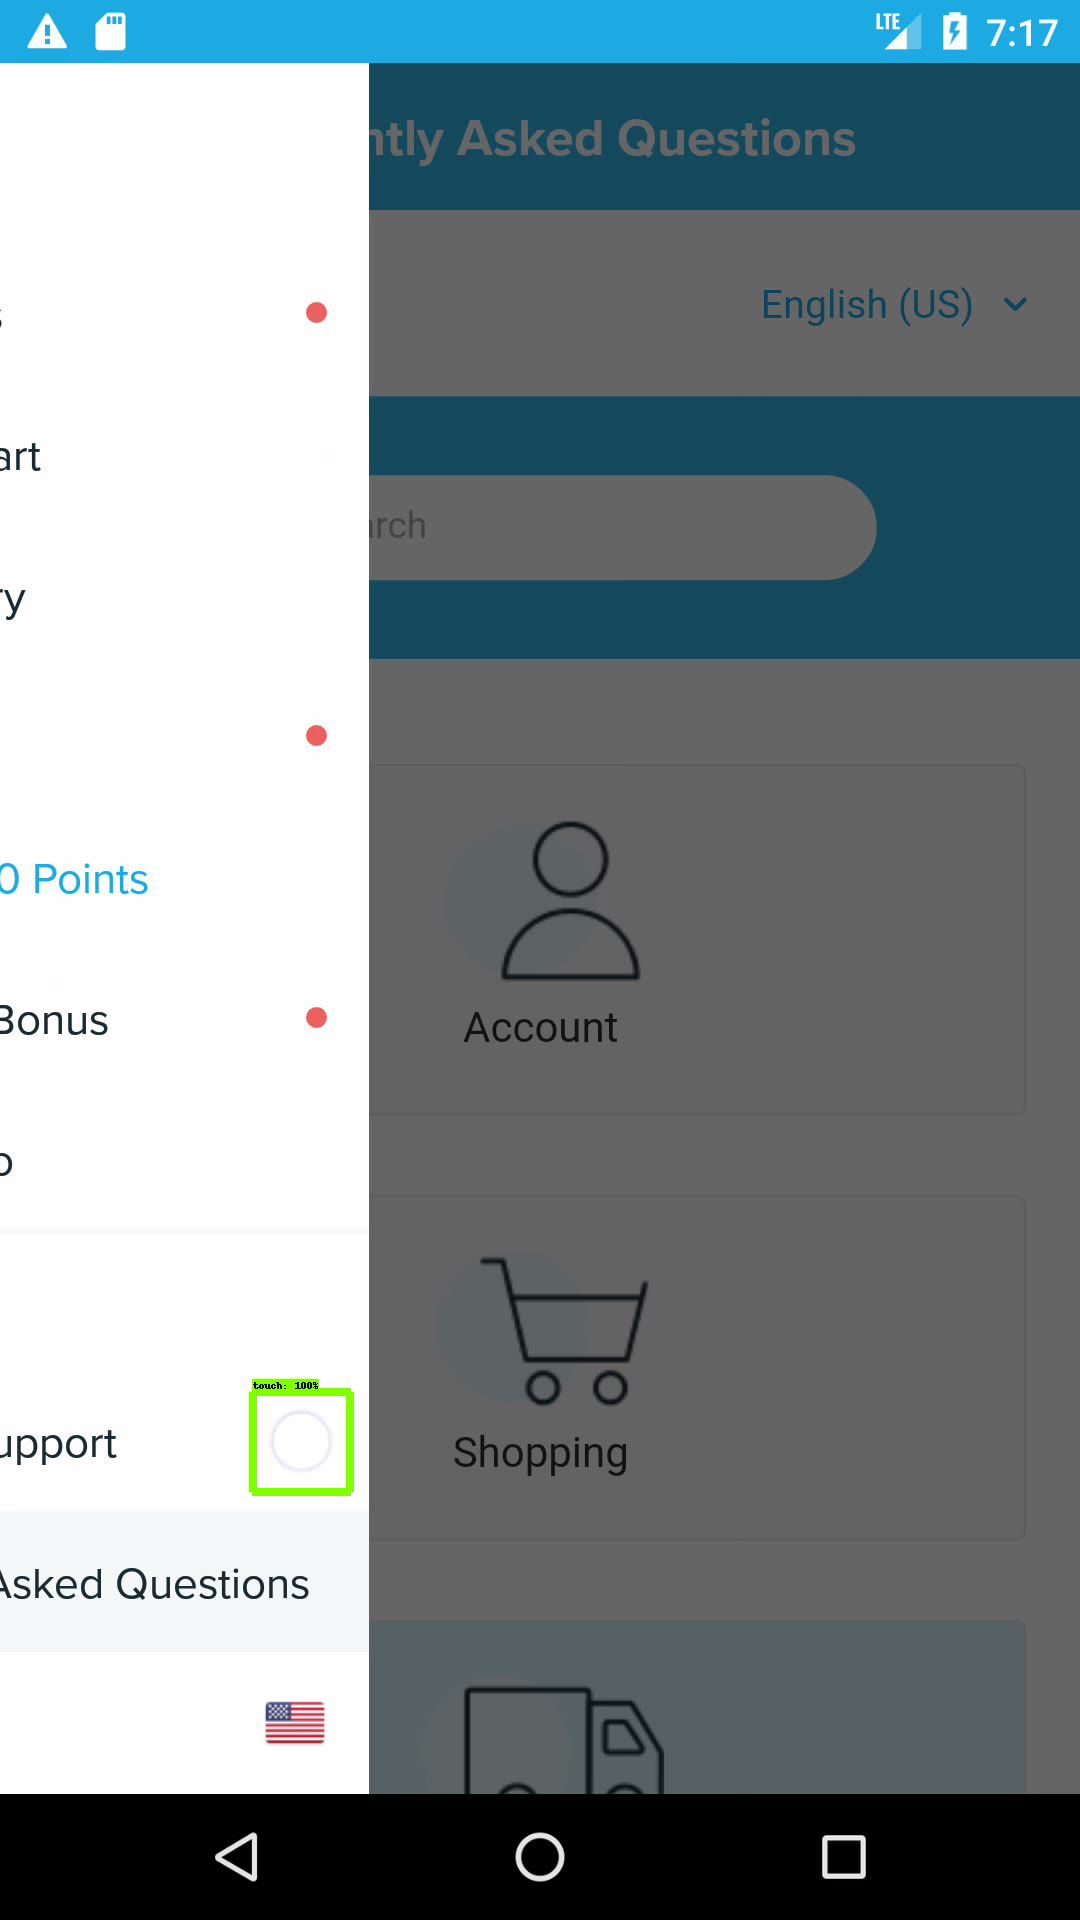 LTE 7:17
ntly Asked Questions
s
English (US)
art
arch
ry
0 Points
Bonus
Account
o
touch: 100%
upport
Shopping
Asked Questions